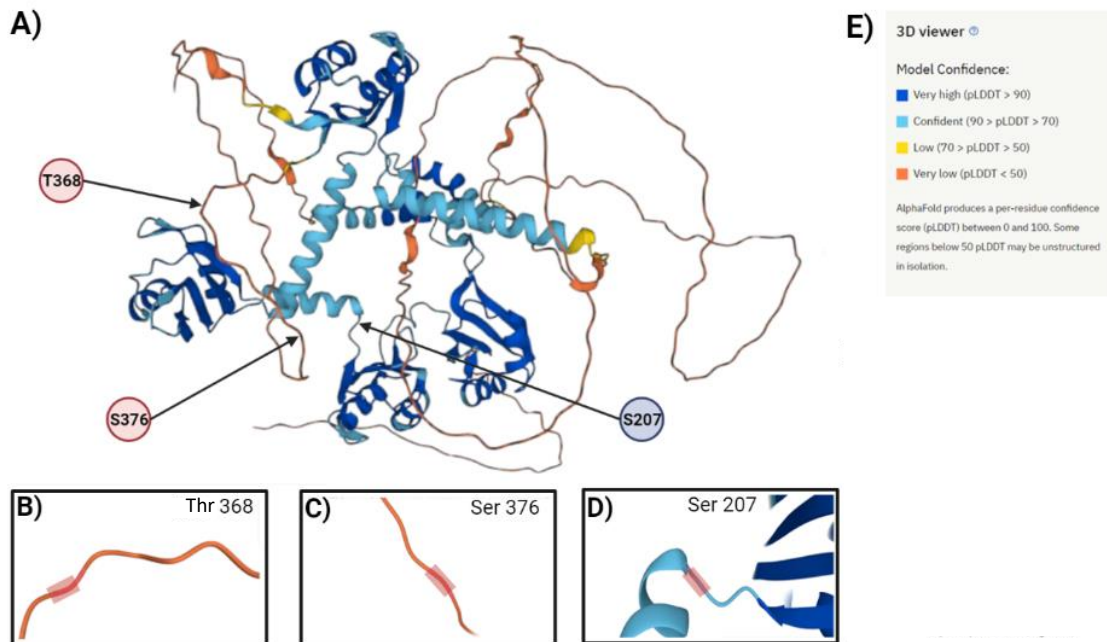 A)
E)
3D viewer
Model Confidence:
Very high (pLDDT > 90)
Confident (90 > pLDDT > 70)
Low (70 > pLDDT > 50)
Very low (pLDDT < 50)
AlphaFold produces a per-residue confidence
score (pLDDT) between 0 and 100. Some
regions below 50 pLDDT may be unstructured
in isolation.
T368
S376
S207
B)
Thr 368
C)
Ser 376
D)
Ser 207